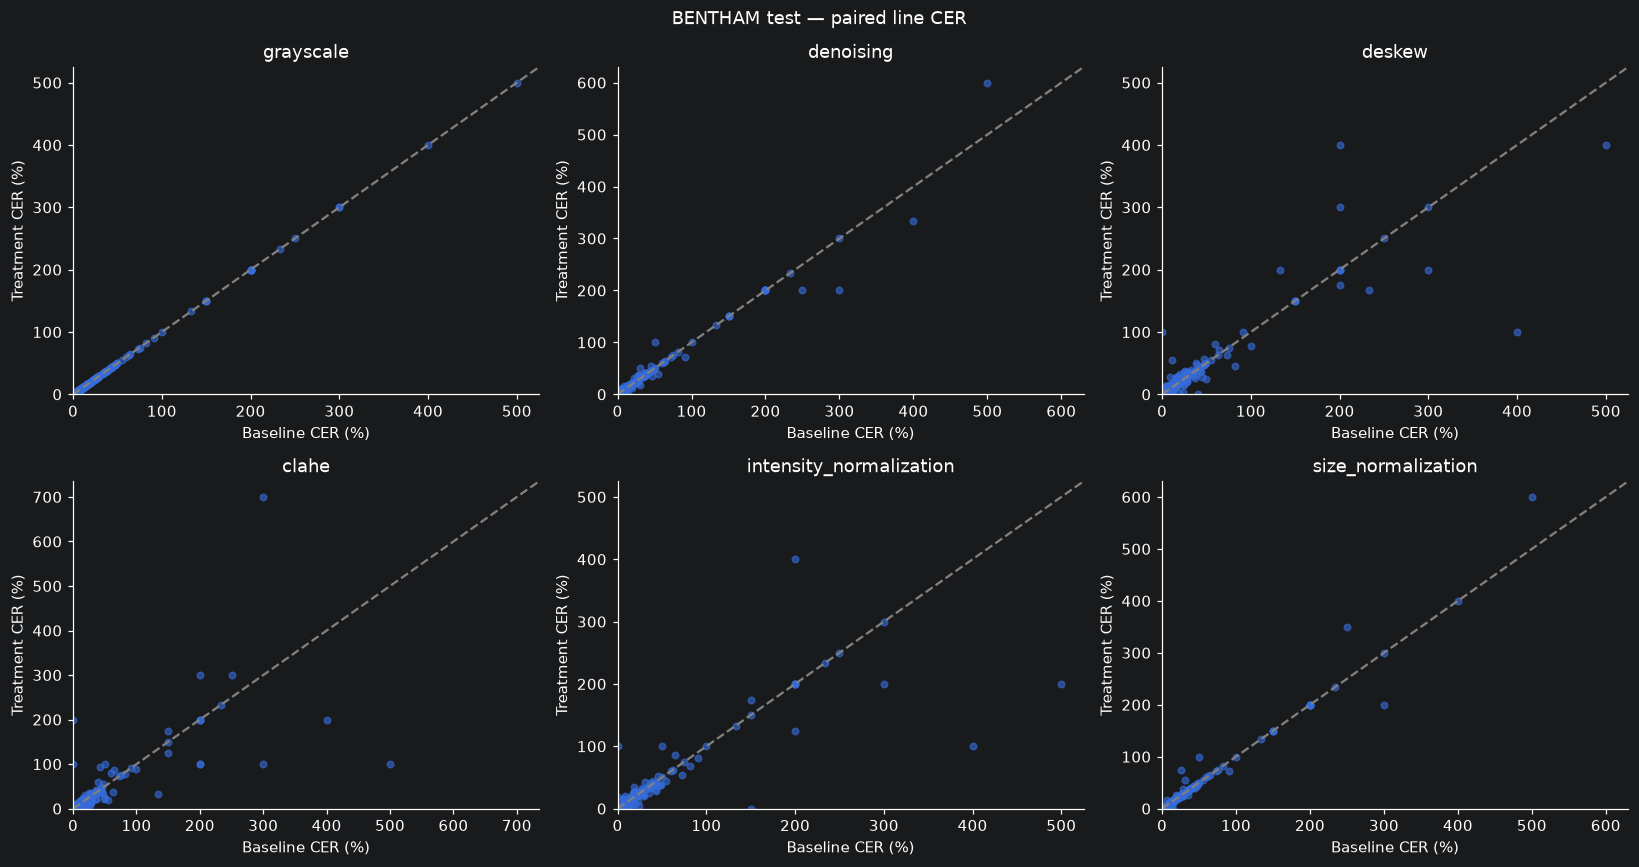 BENTHAM test — paired line CER
grayscale
Treatment CER (%)
500
400
300
200
100
0
0 100 200 300 400 500
Baseline CER (%)
denoising
Treatment CER (%)
600
500
400
300
200
100
0
0 100 200 300 400 500 600
Baseline CER (%)
deskew
Treatment CER (%)
500
400
300
200
100
0
0 100 200 300 400 500
Baseline CER (%)
clahe
Treatment CER (%)
700
600
500
400
300
200
100
0
0 100 200 300 400 500 600 700
Baseline CER (%)
intensity_normalization
Treatment CER (%)
500
400
300
200
100
0
0 100 200 300 400 500
Baseline CER (%)
size_normalization
Treatment CER (%)
600
500
400
300
200
100
0
0 100 200 300 400 500 600
Baseline CER (%)